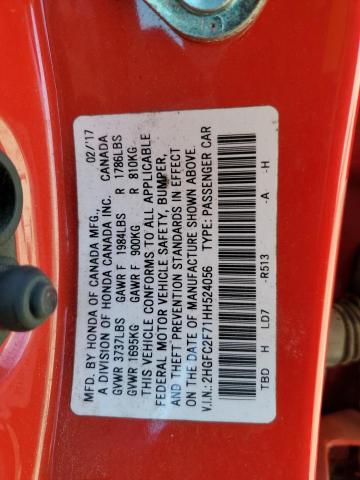 MFD. BY HONDA OF CANADA MFG., 02/'17
A DIVISION OF HONDA CANADA INC. CANADA
GVWR 3737LBS GAWR F 1984LBS R 1786LBS
GVWR 1695KG GAWR F 900KG R 810KG
THIS VEHICLE CONFORMS TO ALL APPLICABLE
FEDERAL MOTOR VEHICLE SAFETY, BUMPER,
AND THEFT PREVENTION STANDARDS IN EFFECT
ON THE DATE OF MANUFACTURE SHOWN ABOVE.
V.I.N.: 2HGFC2F71HH524056 TYPE: PASSENGER CAR
TBD H LD7 -R513 -A -H